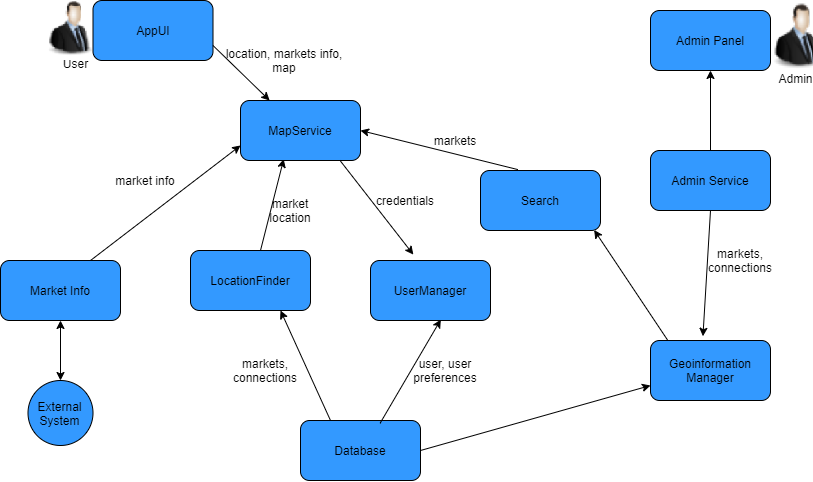 AppUI
User
Admin Panel
Admin
location, markets info,
map
MapService
markets
market info
market
location
credentials
Search
Admin Service
markets,
connections
Market Info
LocationFinder
UserManager
Geoinformation
Manager
markets,
connections
user, user
preferences
External
System
Database